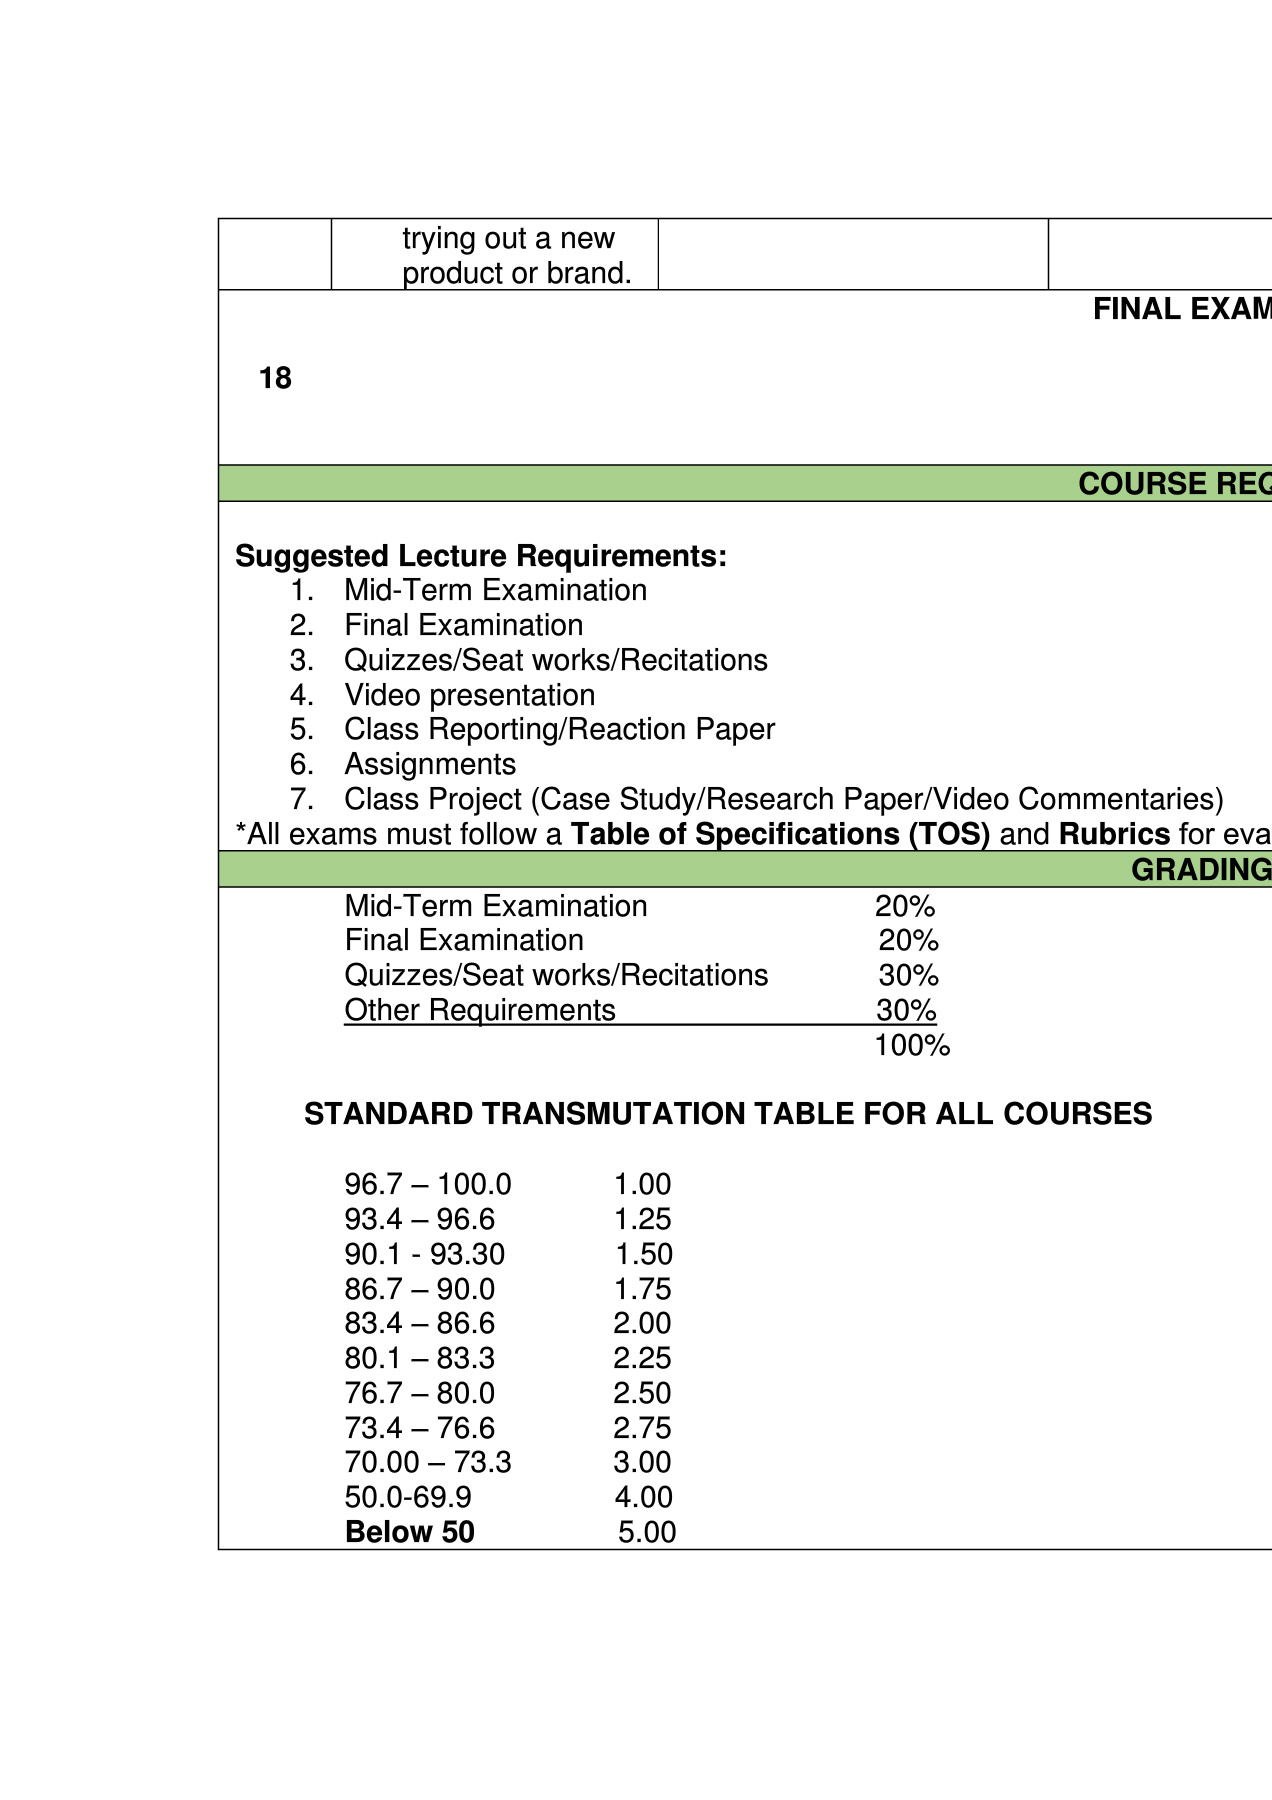 trying out a new
product or brand.
FINAL EXAM
18
COURSE REQ
Suggested Lecture Requirements:
1. Mid-Term Examination
2. Final Examination
3. Quizzes/Seat works/Recitations
4. Video presentation
5. Class Reporting/Reaction Paper
6. Assignments
7. Class Project (Case Study/Research Paper/Video Commentaries)
*All exams must follow a Table of Specifications (TOS) and Rubrics for eva
GRADING
Mid-Term Examination 20%
Final Examination 20%
Quizzes/Seat works/Recitations 30%
Other Requirements 30%
100%
STANDARD TRANSMUTATION TABLE FOR ALL COURSES
96.7 – 100.0 1.00
93.4 – 96.6 1.25
90.1 - 93.30 1.50
86.7 – 90.0 1.75
83.4 – 86.6 2.00
80.1 – 83.3 2.25
76.7 – 80.0 2.50
73.4 – 76.6 2.75
70.00 – 73.3 3.00
50.0-69.9 4.00
Below 50 5.00